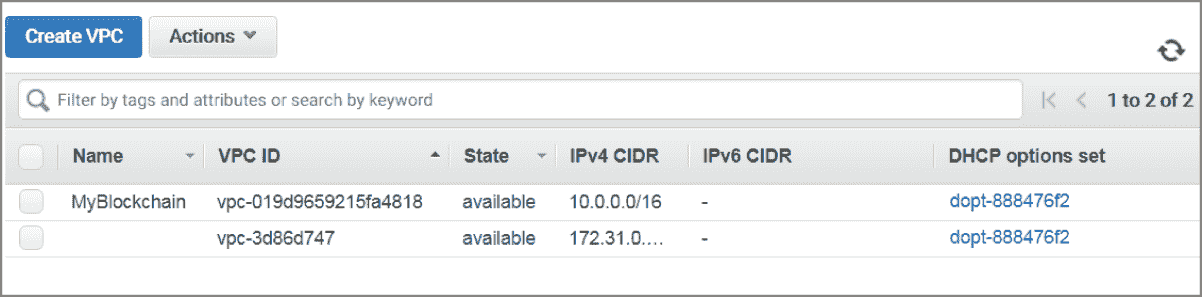 Create VPC Actions
Filter by tags and attributes or search by keyword 1 to 2 of 2
Name VPC ID State IPv4 CIDR IPv6 CIDR DHCP options set
MyBlockchain vpc-019d9659215fa4818 available 10.0.0.0/16 - dopt-888476f2
vpc-3d86d747 available 172.31.0.... - dopt-888476f2